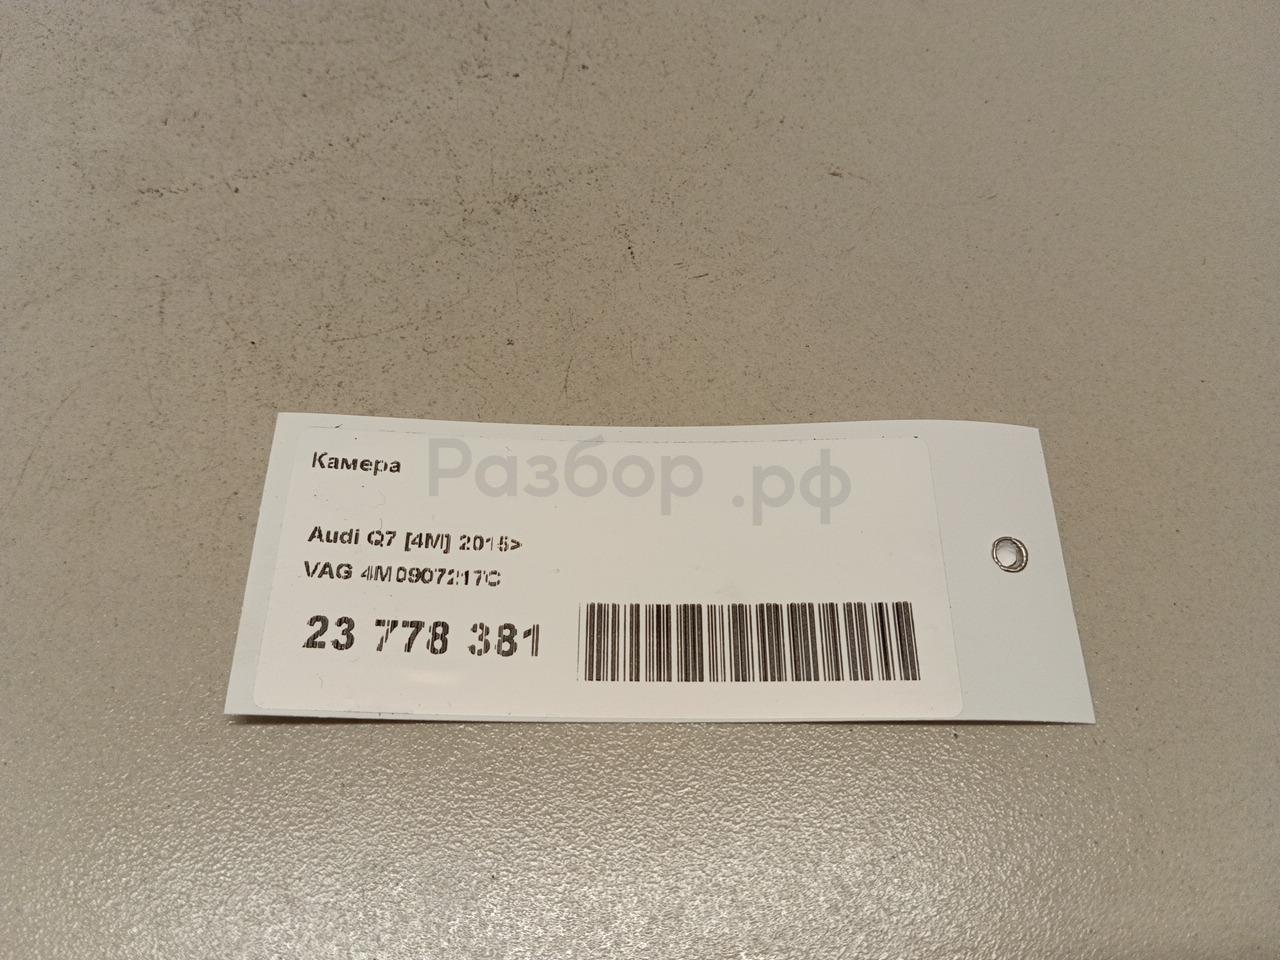 Камера
Разбор.рф
Audi Q7 [4M] 2015>
VAG 4M0907217C
23 778 381